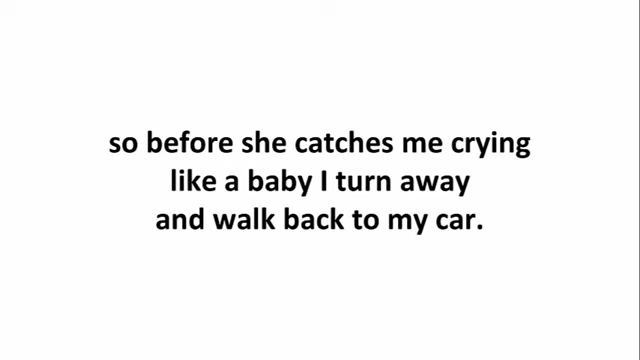 so before she catches me crying
like a baby I turn away
and walk back to my car.